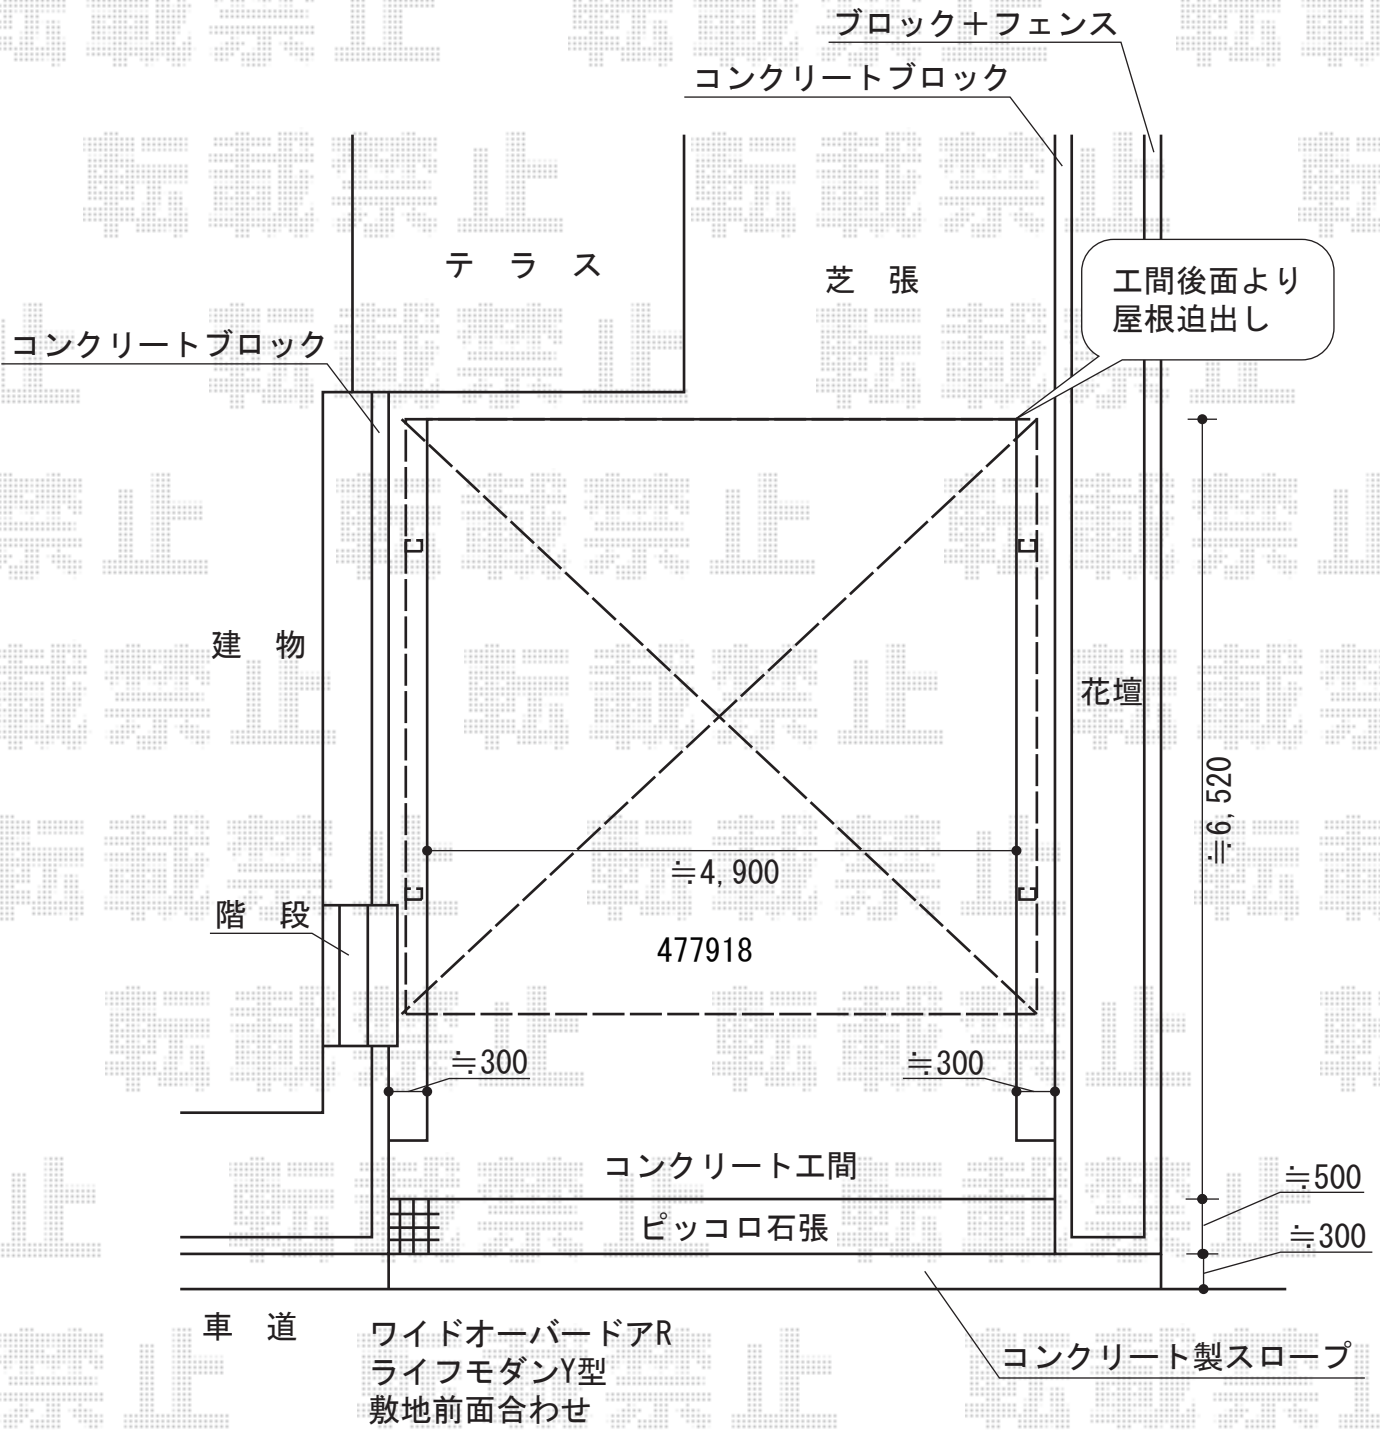 ブロック＋フェンス
コンクリートブロック
テラス
芝張
工間後面より
屋根迫出し
コンクリートブロック
建物
花壇
≒6,520
≒4,900
階段
477918
≒300
≒300
コンクリート工間
≒500
ピッコロ石張
≒300
車道
ワイドオーバードアR
ライフモダンY型
敷地前面合わせ
コンクリート製スロープ
転載禁止